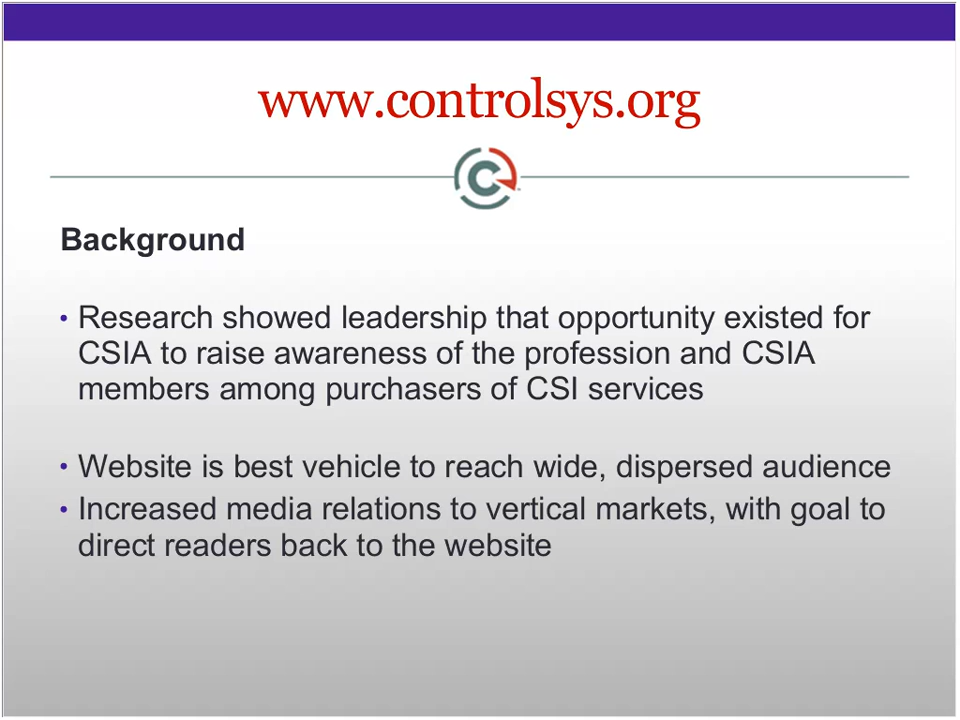 www.controlsys.org
Background
• Research showed leadership that opportunity existed for
CSIA to raise awareness of the profession and CSIA
members among purchasers of CSI services
• Website is best vehicle to reach wide, dispersed audience
• Increased media relations to vertical markets, with goal to
direct readers back to the website